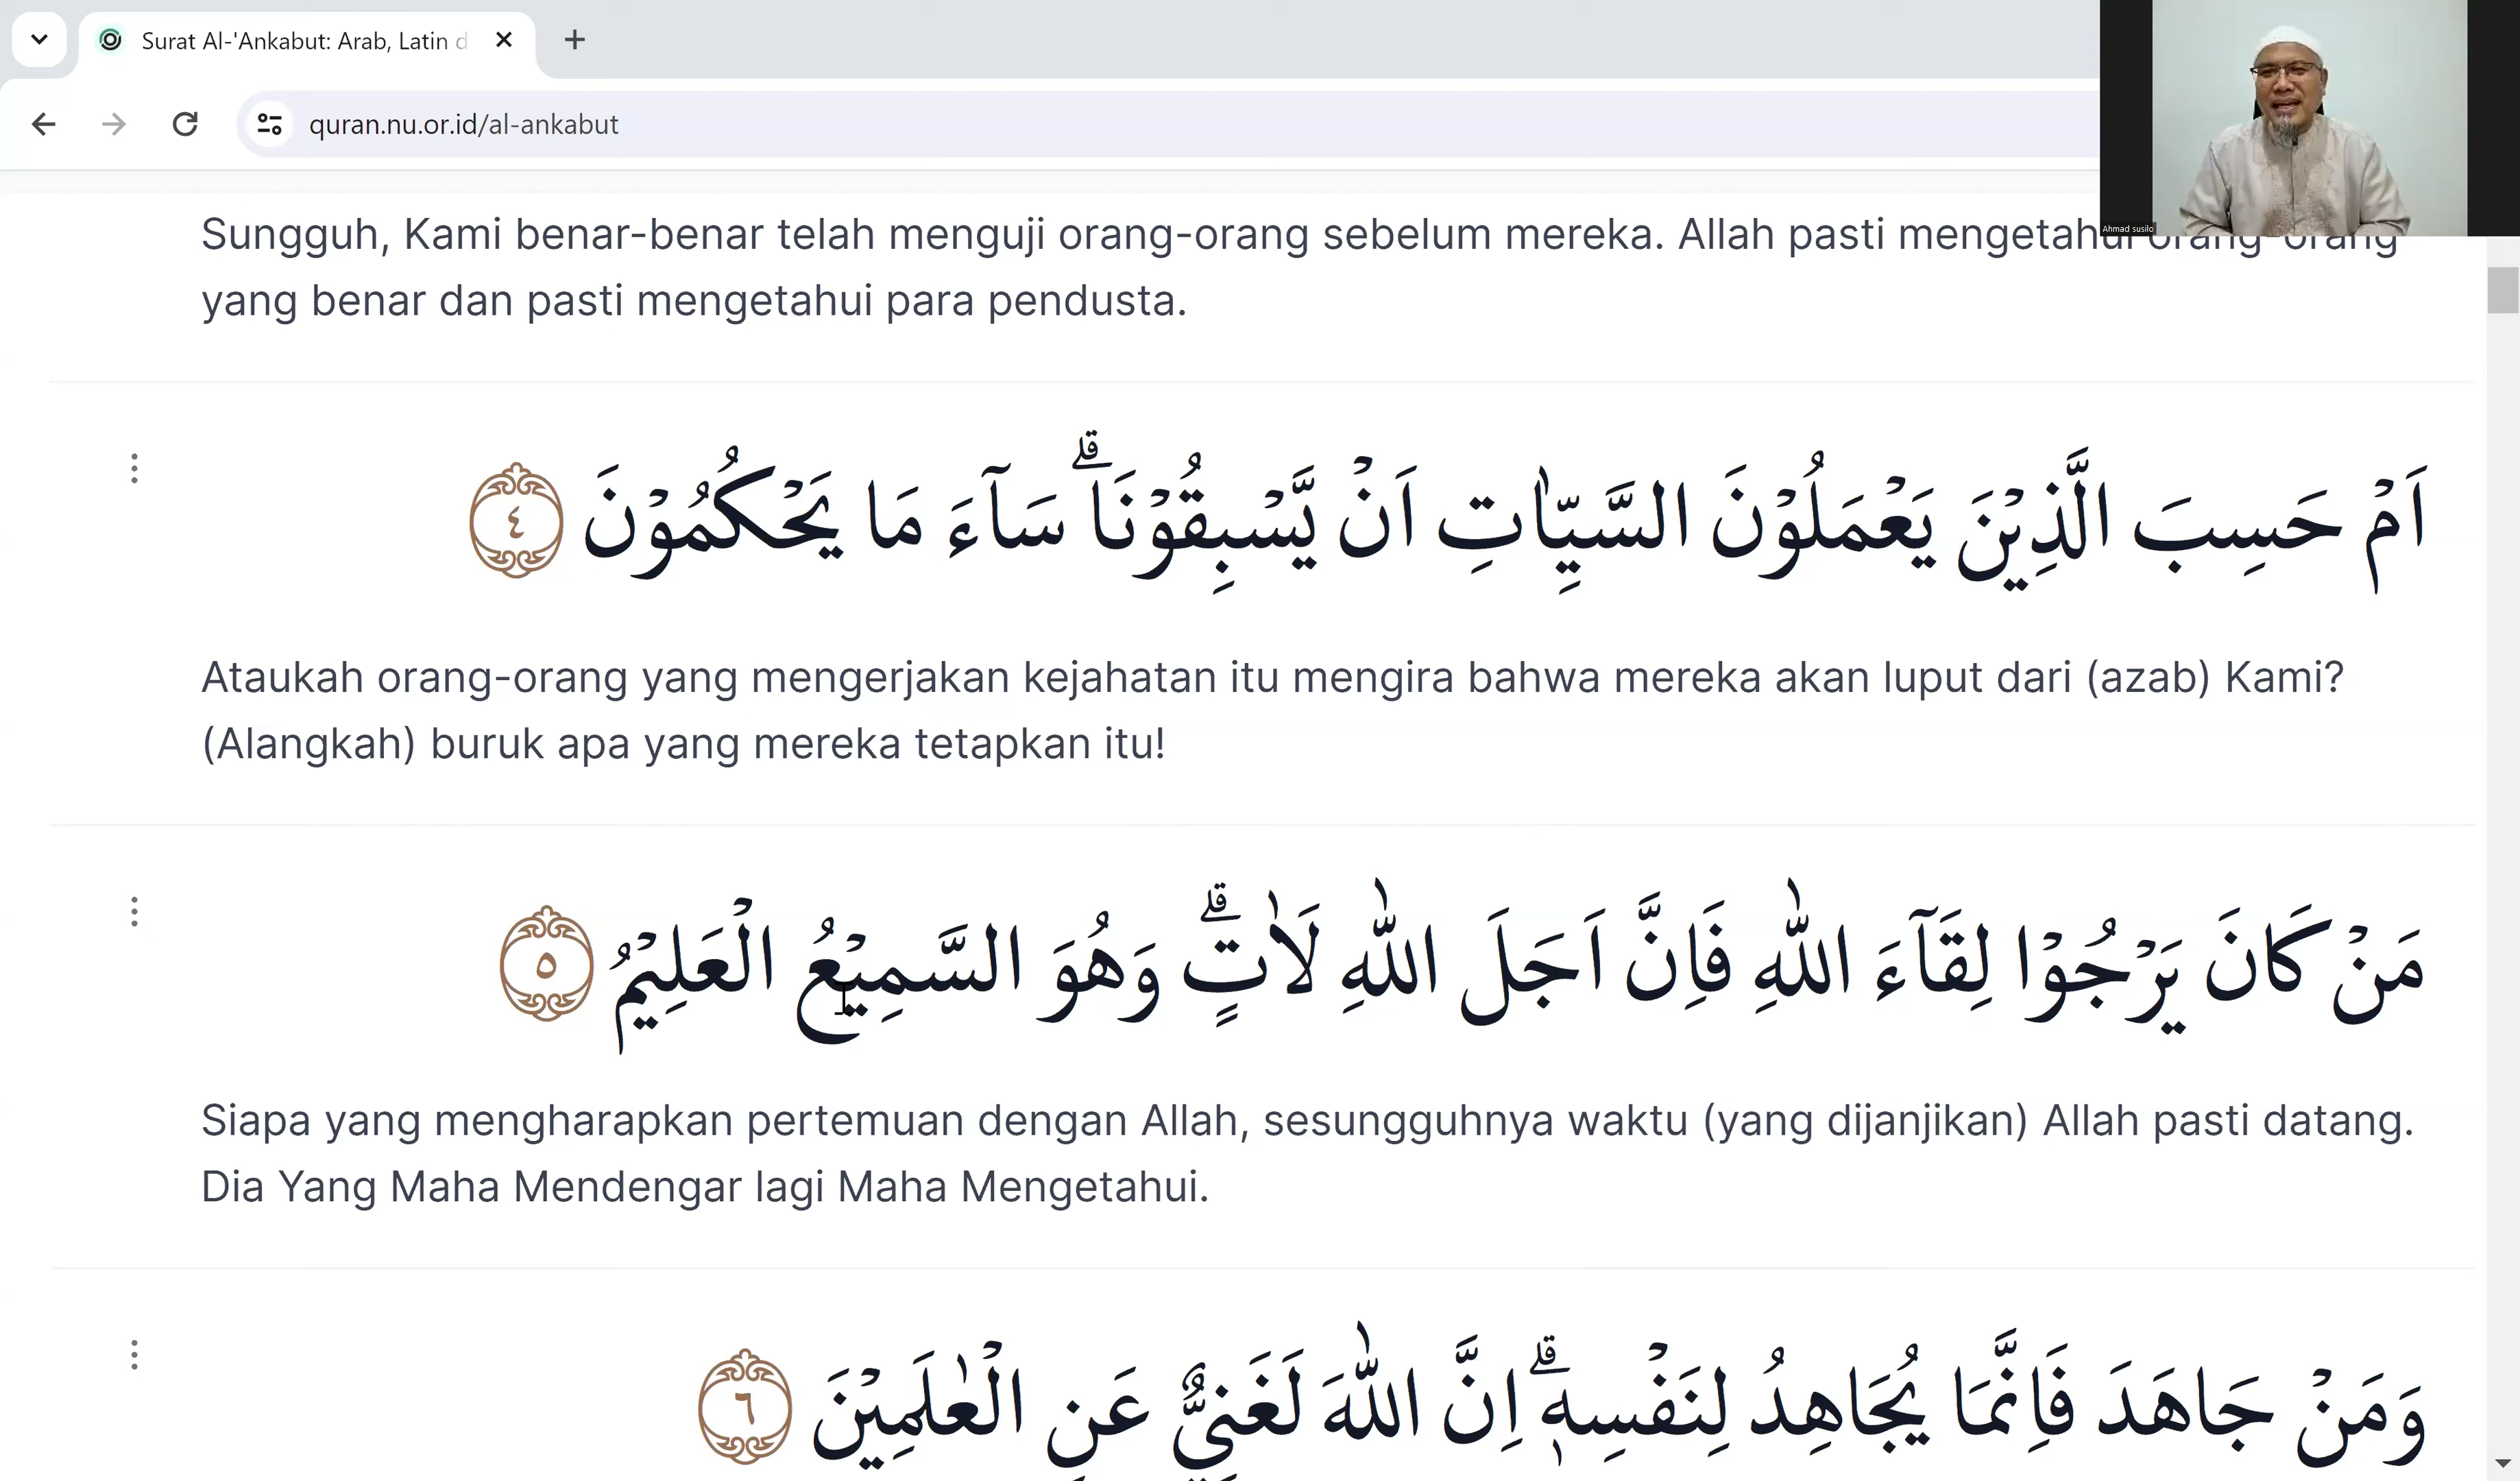 Surat Al-'Ankabut: Arab, Latin d
quran.nu.or.id/al-ankabut
Ahmad susilo
Sungguh, Kami benar-benar telah menguji orang-orang sebelum mereka. Allah pasti mengetahui orang-orang
yang benar dan pasti mengetahui para pendusta.
اَمْ حَسِبَ الَّذِيْنَ يَعْمَلُوْنَ السَّيِّاٰتِ اَنْ يَّسْبِقُوْنَاۗ سَاۤءَ مَا يَحْكُمُوْنَ ٤
Ataukah orang-orang yang mengerjakan kejahatan itu mengira bahwa mereka akan luput dari (azab) Kami?
(Alangkah) buruk apa yang mereka tetapkan itu!
مَنْ كَانَ يَرْجُوْا لِقَاۤءَ اللّٰهِ فَاِنَّ اَجَلَ اللّٰهِ لَاٰتٍۗ وَهُوَ السَّمِيْعُ الْعَلِيْمُ ٥
Siapa yang mengharapkan pertemuan dengan Allah, sesungguhnya waktu (yang dijanjikan) Allah pasti datang.
Dia Yang Maha Mendengar lagi Maha Mengetahui.
وَمَنْ جَاهَدَ فَاِنَّمَا يُجَاهِدُ لِنَفْسِهٖۗ اِنَّ اللّٰهَ لَغَنِيٌّ عَنِ الْعٰلَمِيْنَ ٦